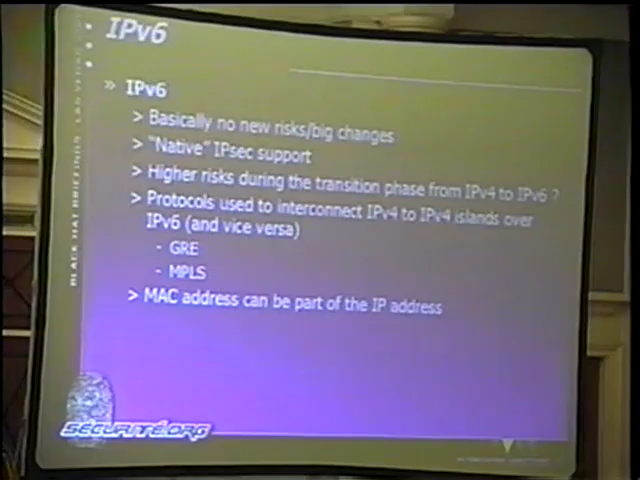 IPv6
» IPv6
> Basically no new risks/big changes
> "Native" IPsec support
> Higher risks during the transition phase from IPv4 to IPv6 ?
> Protocols used to interconnect IPv4 to IPv4 islands over
IPv6 (and vice versa)
- GRE
- MPLS
> MAC address can be part of the IP address
BLACK HAT BRIEFINGS
SÉCURITÉ.ORG